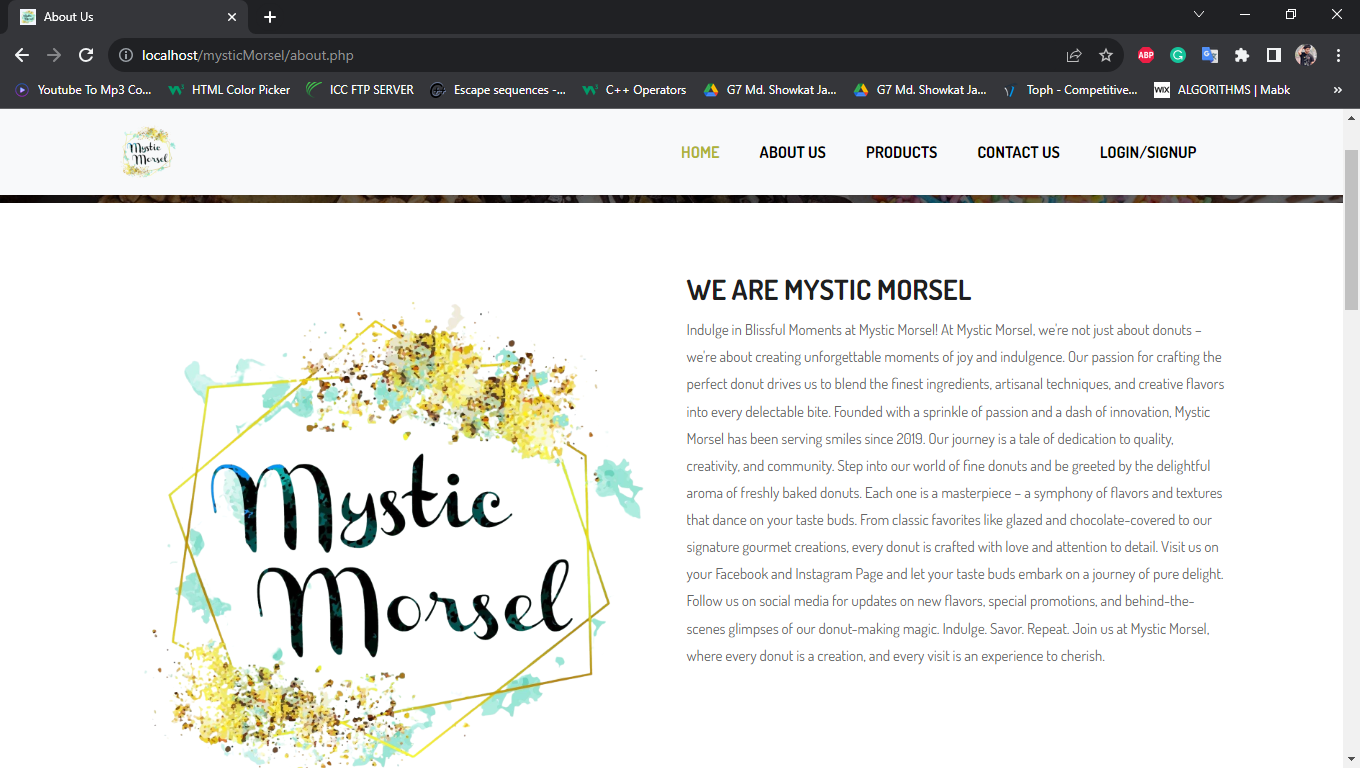 About Us
localhost/mysticMorsel/about.php
ABP
Youtube To Mp3 Co...
HTML Color Picker
ICC FTP SERVER
Escape sequences -...
C++ Operators
G7 Md. Showkat Ja...
G7 Md. Showkat Ja...
Toph - Competitive...
WIX
ALGORITHMS | Mabk
»
Mystic
Morsel
HOME
ABOUT US
PRODUCTS
CONTACT US
LOGIN/SIGNUP
Mystic
Morsel
WE ARE MYSTIC MORSEL
Indulge in Blissful Moments at Mystic Morsel! At Mystic Morsel, we're not just about donuts –
we're about creating unforgettable moments of joy and indulgence. Our passion for crafting the
perfect donut drives us to blend the finest ingredients, artisanal techniques, and creative flavors
into every delectable bite. Founded with a sprinkle of passion and a dash of innovation, Mystic
Morsel has been serving smiles since 2019. Our journey is a tale of dedication to quality,
creativity, and community. Step into our world of fine donuts and be greeted by the delightful
aroma of freshly baked donuts. Each one is a masterpiece – a symphony of flavors and textures
that dance on your taste buds. From classic favorites like glazed and chocolate-covered to our
signature gourmet creations, every donut is crafted with love and attention to detail. Visit us on
your Facebook and Instagram Page and let your taste buds embark on a journey of pure delight.
Follow us on social media for updates on new flavors, special promotions, and behind-the-
scenes glimpses of our donut-making magic. Indulge. Savor. Repeat. Join us at Mystic Morsel,
where every donut is a creation, and every visit is an experience to cherish.